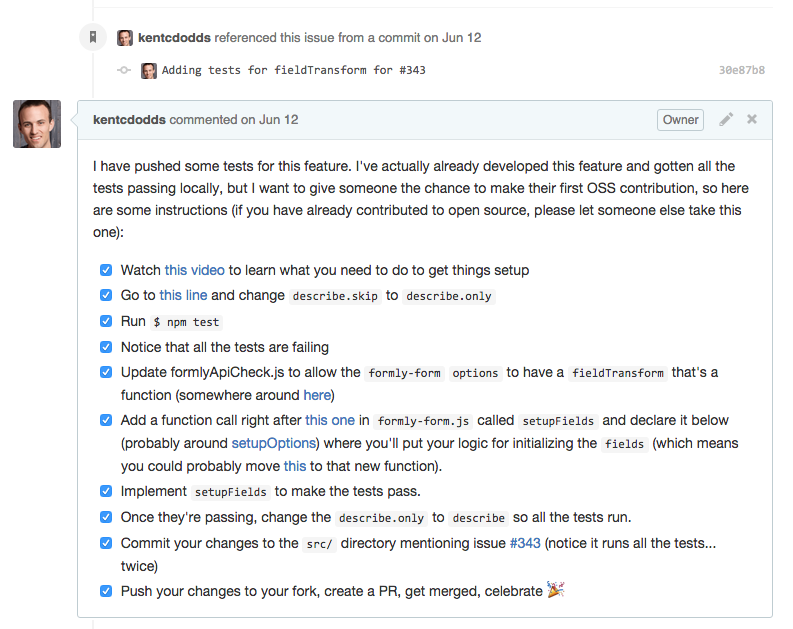 kentcdodds referenced this issue from a commit on Jun 12
Adding tests for fieldTransform for #343 30e87b8
kentcdodds commented on Jun 12 Owner
I have pushed some tests for this feature. I've actually already developed this feature and gotten all the
tests passing locally, but I want to give someone the chance to make their first OSS contribution, so here
are some instructions (if you have already contributed to open source, please let someone else take this
one):
Watch this video to learn what you need to do to get things setup
Go to this line and change describe.skip to describe.only
Run $ npm test
Notice that all the tests are failing
Update formlyApiCheck.js to allow the formly-form options to have a fieldTransform that's a
function (somewhere around here)
Add a function call right after this one in formly-form.js called setupFields and declare it below
(probably around setupOptions) where you'll put your logic for initializing the fields (which means
you could probably move this to that new function).
Implement setupFields to make the tests pass.
Once they're passing, change the describe.only to describe so all the tests run.
Commit your changes to the src/ directory mentioning issue #343 (notice it runs all the tests...
twice)
Push your changes to your fork, create a PR, get merged, celebrate 🎉